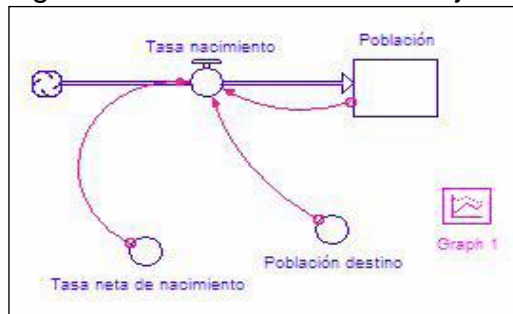 Tasa nacimiento
Población
Población destino
Graph 1
Tasa neta de nacimiento